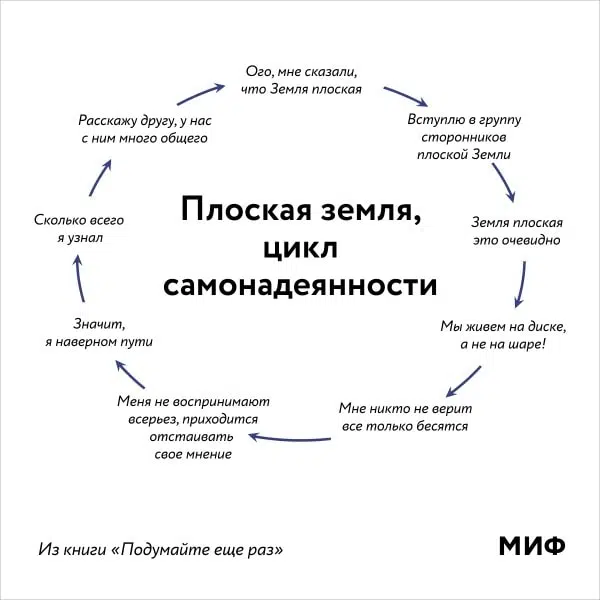 Ого, мне сказали,
что Земля плоская
Вступлю в группу
сторонников
плоской Земли
Земля плоская
это очевидно
Мы живем на диске,
а не на шаре!
Мне никто не верит
все только бесятся
Меня не воспринимают
всерьез, приходится
отстаивать
свое мнение
Значит,
я наверном пути
Сколько всего
я узнал
Расскажу другу, у нас
с ним много общего
Плоская земля,
цикл
самонадеянности
Из книги «Подумайте еще раз»
МИФ